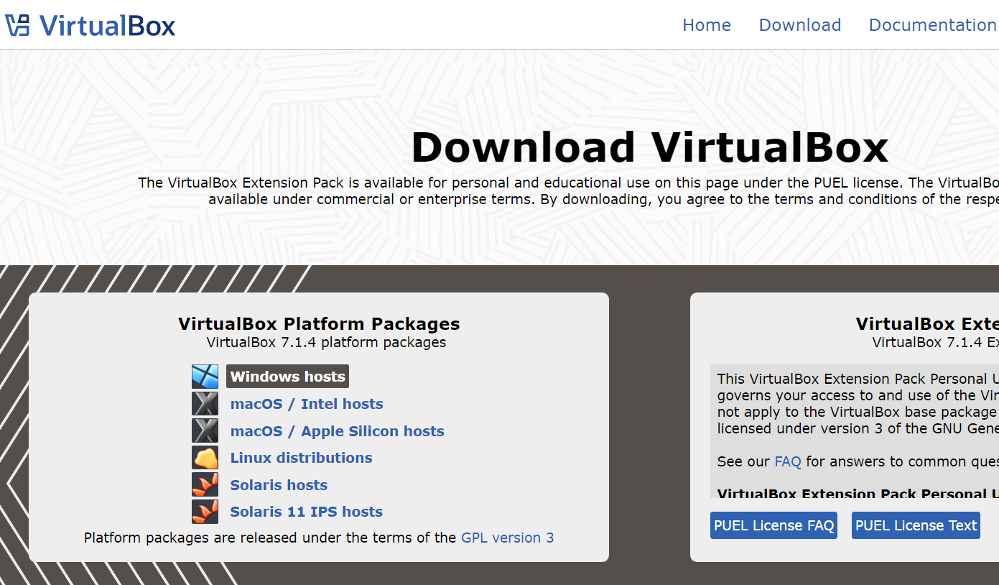 VirtualBox
Home Download Documentation
Download VirtualBox
The VirtualBox Extension Pack is available for personal and educational use on this page under the PUEL license. The VirtualBo
available under commercial or enterprise terms. By downloading, you agree to the terms and conditions of the respe
VirtualBox Platform Packages
VirtualBox 7.1.4 platform packages
Windows hosts
macOS / Intel hosts
macOS / Apple Silicon hosts
Linux distributions
Solaris hosts
Solaris 11 IPS hosts
Platform packages are released under the terms of the GPL version 3
VirtualBox Exte
VirtualBox 7.1.4 Ex
This VirtualBox Extension Pack Personal U
governs your access to and use of the Vir
not apply to the VirtualBox base package
licensed under version 3 of the GNU Gene
See our FAQ for answers to common ques
VirtualBox Extension Pack Personal U
PUEL License FAQ PUEL License Text